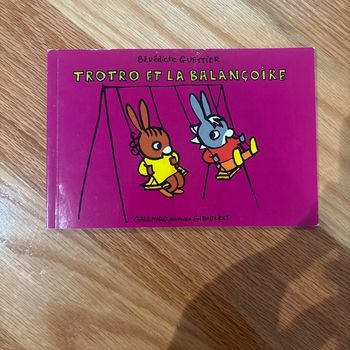 BÉNÉDICTE GUETTIER
TROTRO ET LA BALANÇOIRE
GALLIMARD JEUNESSE GIBOULÉES